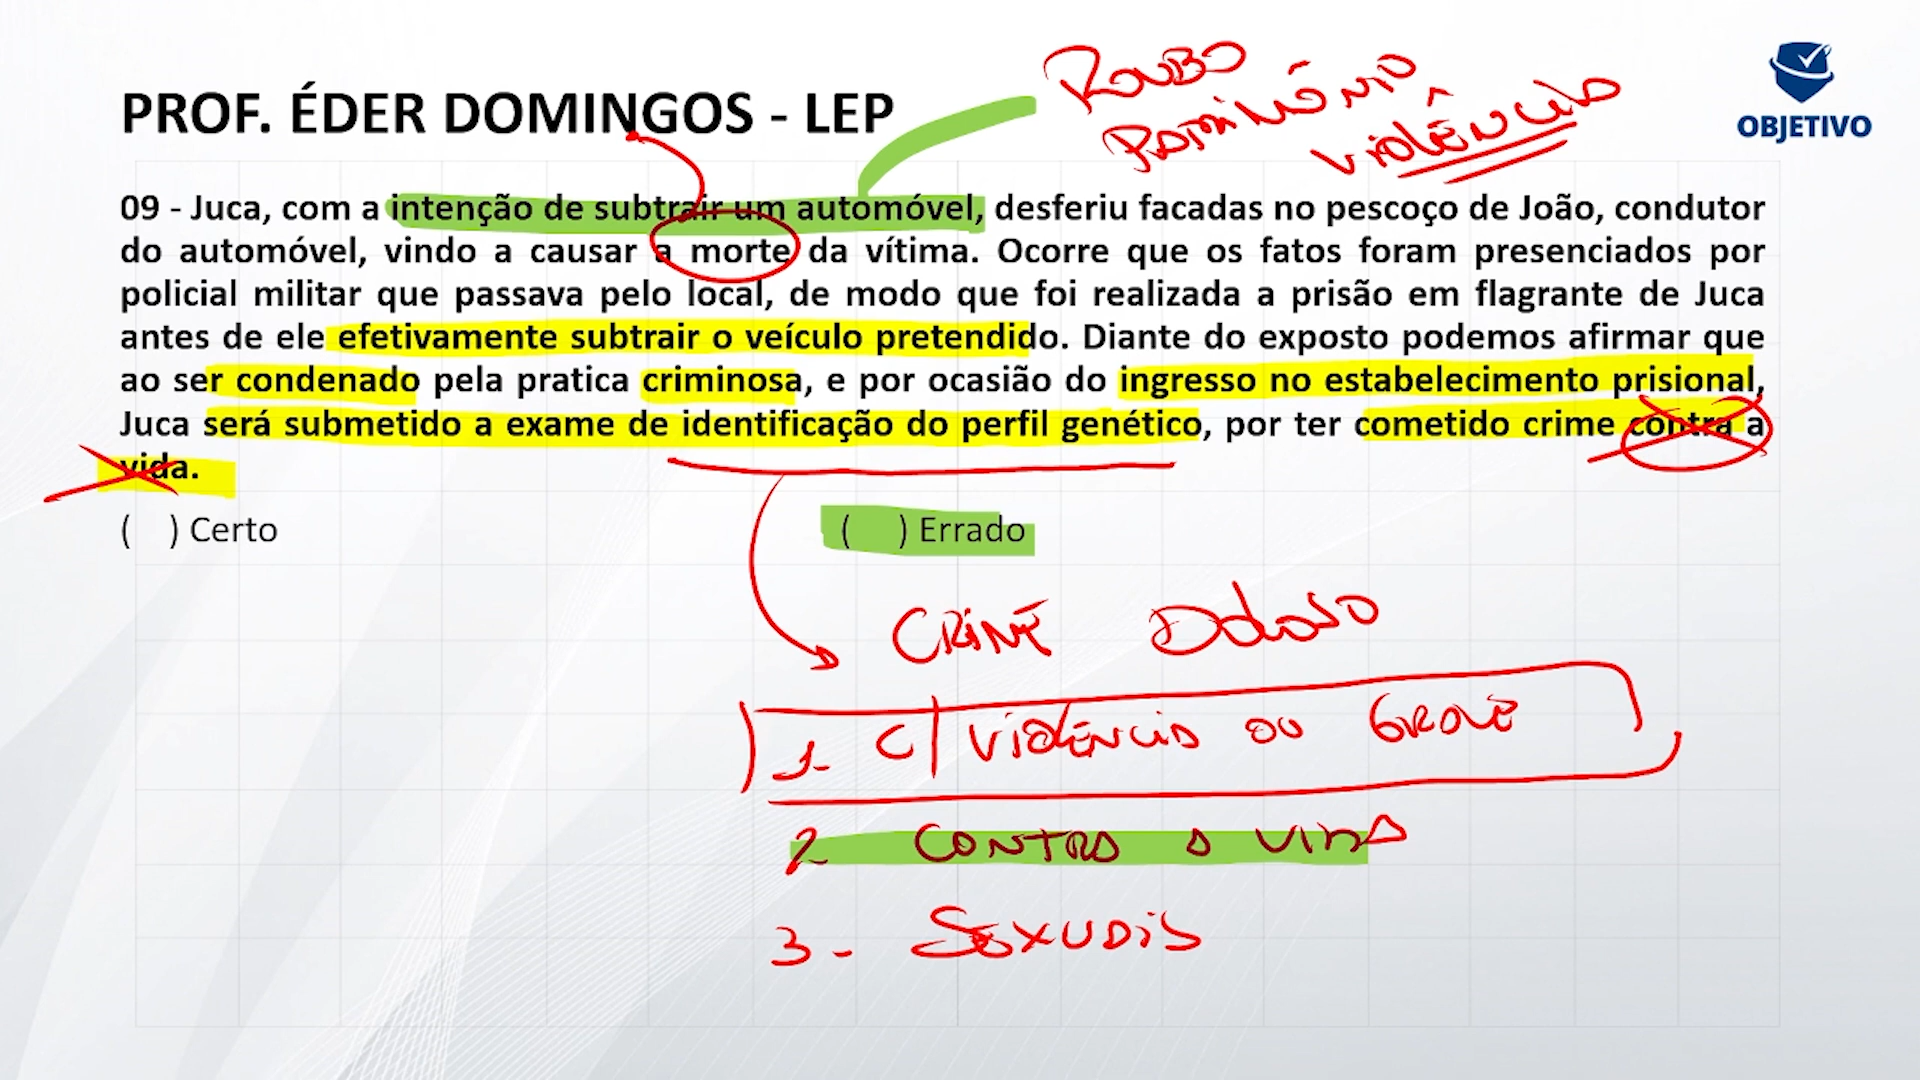 PROF. ÉDER DOMINGOS - LEP
ROUBO
PATRIMÔNIO
VIOLÊNCIA
OBJETIVO
09 - Juca, com a intenção de subtrair um automóvel, desferiu facadas no pescoço de João, condutor
do automóvel, vindo a causar a morte da vítima. Ocorre que os fatos foram presenciados por
policial militar que passava pelo local, de modo que foi realizada a prisão em flagrante de Juca
antes de ele efetivamente subtrair o veículo pretendido. Diante do exposto podemos afirmar que
ao ser condenado pela pratica criminosa, e por ocasião do ingresso no estabelecimento prisional,
Juca será submetido a exame de identificação do perfil genético, por ter cometido crime contra a
vida.
( ) Certo ( ) Errado
CRIME DOLOSO
1- C/ VIOLÊNCIA OU GRAVE
2 CONTRA A VIDA
3- SEXUAIS